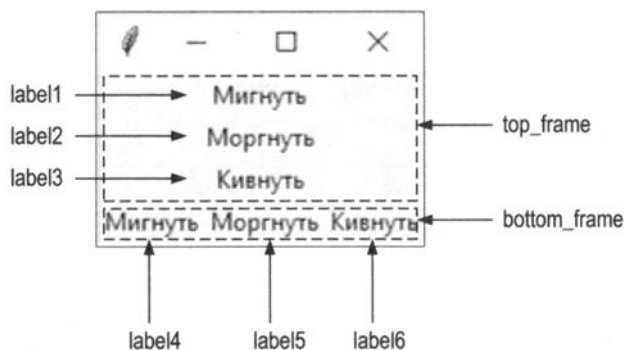 label1
Мигнуть
label2
Моргнуть
top_frame
label3
Кивнуть
Мигнуть Моргнуть Кивнуть
bottom_frame
label4
label5
label6